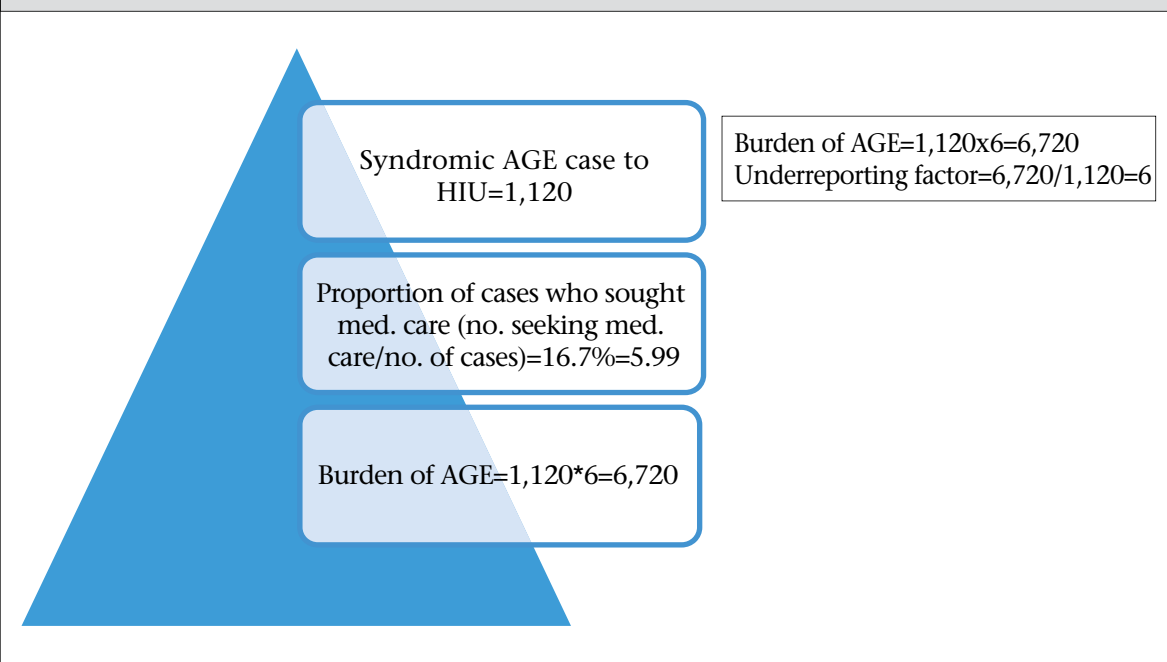 Syndromic AGE case to
HIU=1,120
Burden of AGE=1,120x6=6,720
Underreporting factor=6,720/1,120=6
Proportion of cases who sought
med. care (no. seeking med.
care/no. of cases)=16.7%=5.99
Burden of AGE=1,120*6=6,720